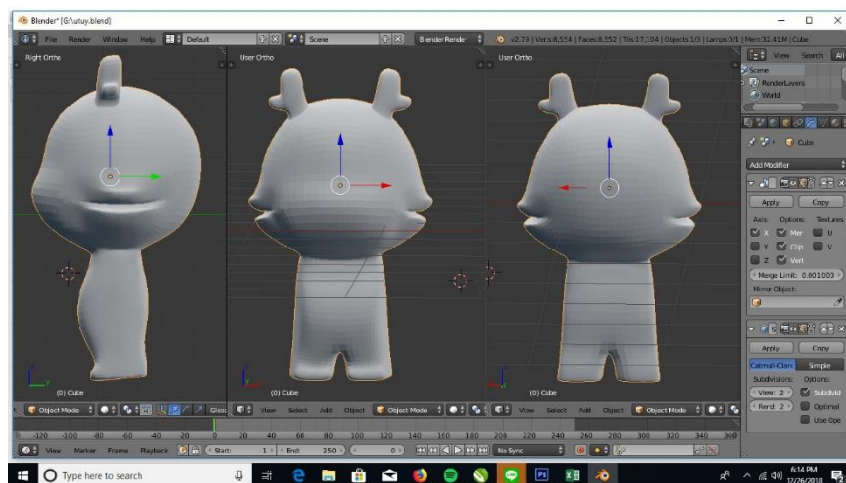 Blender* [G:\utuy.blend]
File Render Window Help Default Scene Blender Render v2.79 | Verts:8,554 | Faces:8,552 | Tris:17,104 | Objects:1/3 | Lamps:0/1 | Mem:32.41M | Cube
View Search All
Right Ortho
User Ortho
User Ortho
Scene
RenderLayers
World
Cube
Add Modifier
Apply Copy
Axis: Options: Textures:
X Mer U
Y Clip V
Z Vert
Merge Limit: 0.001000
Mirror Object:
Apply Copy
Catmull-Clark Simple
Subdivisions: Options:
View: 2 Subdivid
Rend: 2 Optimal
Use Ope
(0) Cube
(0) Cube
(0) Cube
Object Mode Gloc
View Select Add Object Object Mode
View Select Add Object Object Mode
-120 -100 -80 -60 -40 -20 0 20 40 60 80 100 120 140 160 180 200 220 240 260 280 300 320 340 360
View Marker Frame Playback Start: 1 End: 250 0 No Sync
Type here to search
6:14 PM
12/26/2018